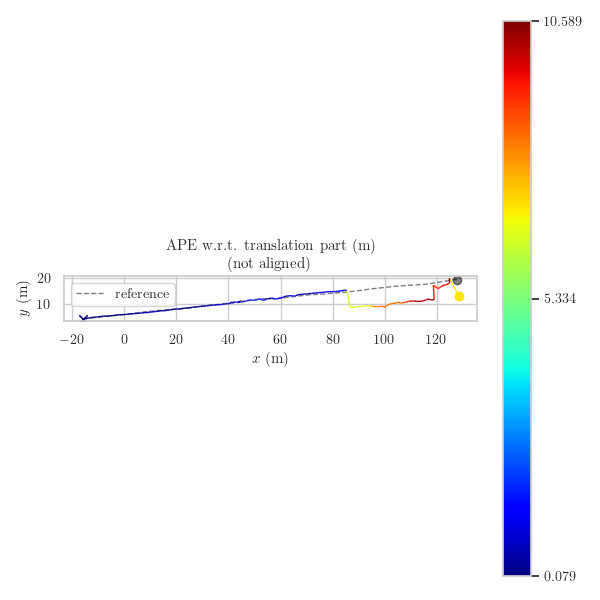 10.589
APE w.r.t. translation part (m)
(not aligned)
20
10
y (m)
reference
5.334
−20 0 20 40 60 80 100 120
x (m)
0.079